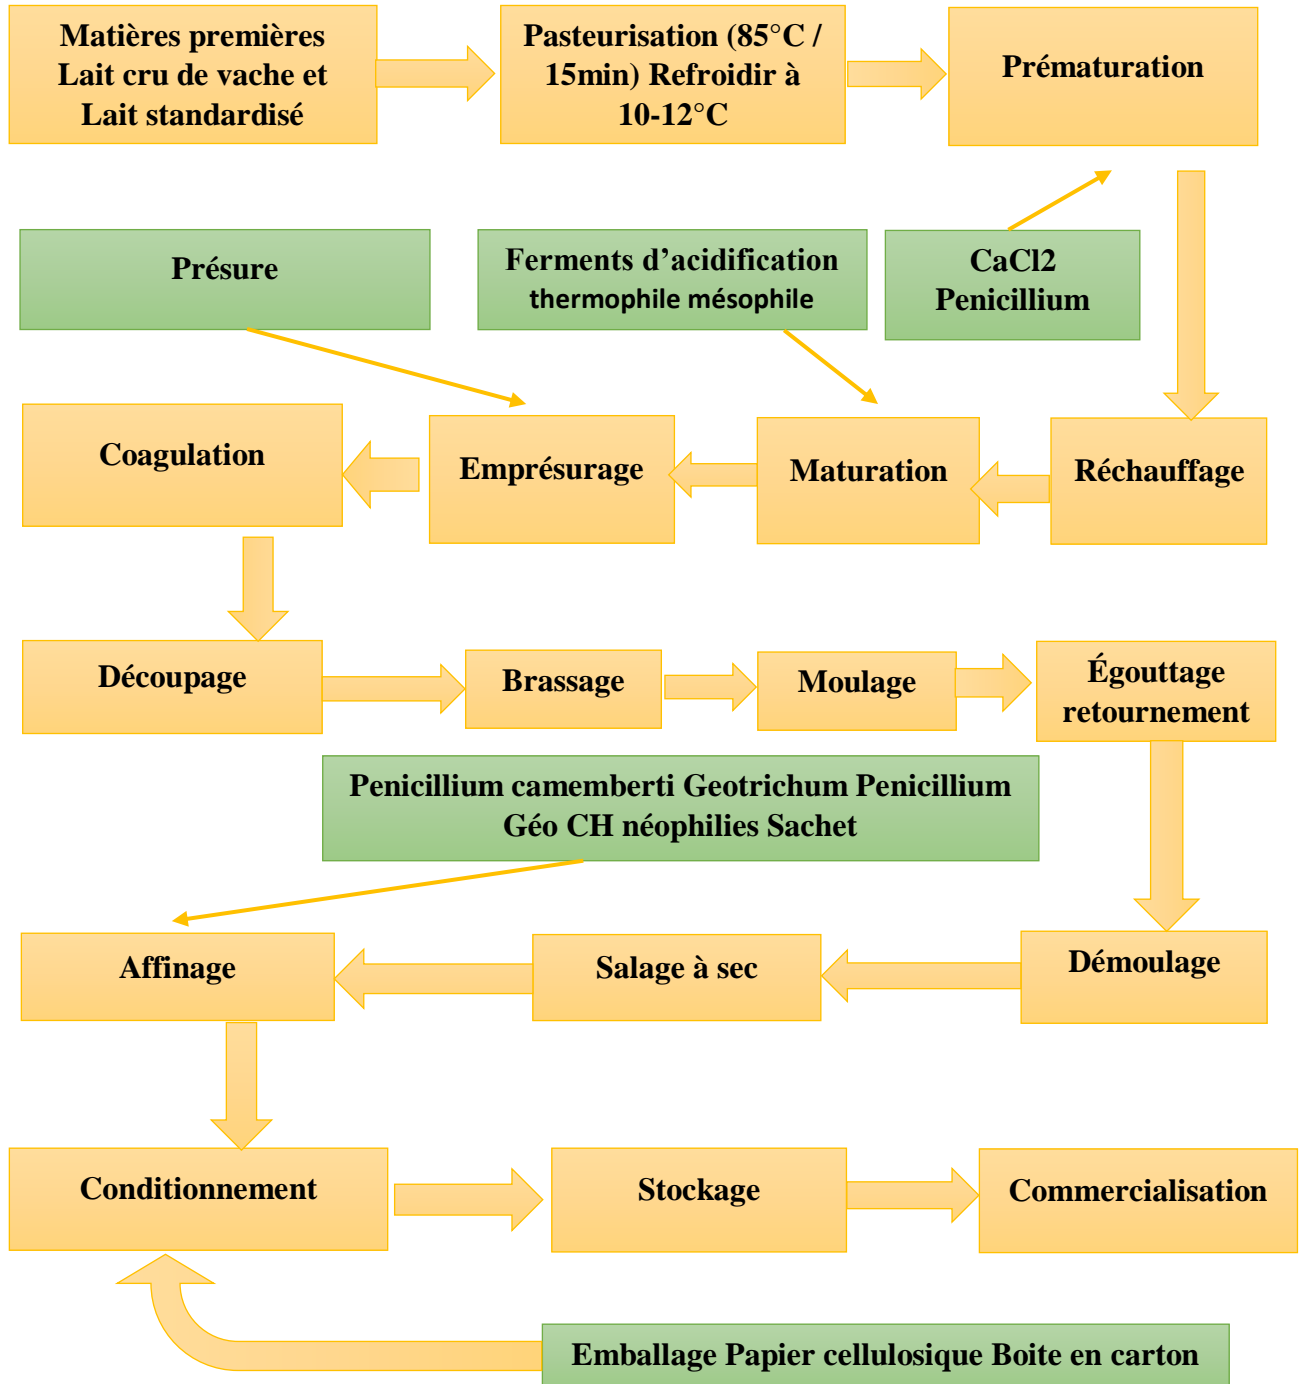 Matières premières
Lait cru de vache et
Lait standardisé
Pasteurisation (85°C /
15min) Refroidir à
10-12°C
Prématuration
Présure
Ferments d’acidification
thermophile mésophile
CaCl2
Penicillium
Coagulation
Emprésurage
Maturation
Réchauffage
Découpage
Brassage
Moulage
Égouttage
retournement
Penicillium camemberti Geotrichum Penicillium
Géo CH néophilies Sachet
Affinage
Salage à sec
Démoulage
Conditionnement
Stockage
Commercialisation
Emballage Papier cellulosique Boite en carton